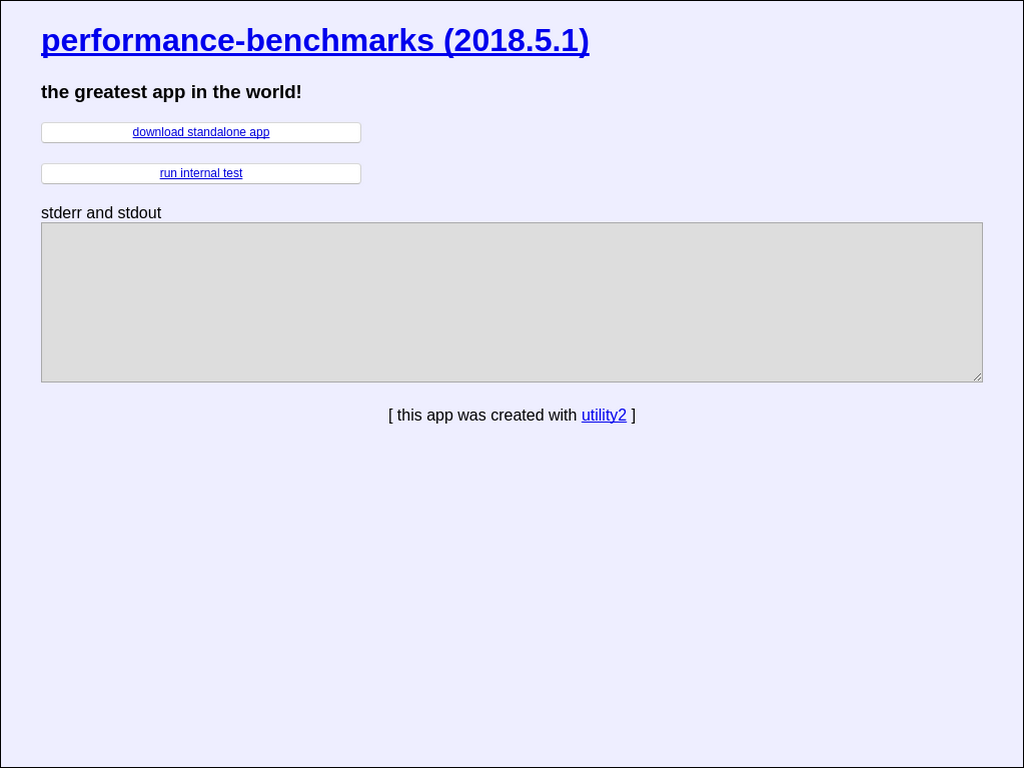 performance-benchmarks (2018.5.1)
the greatest app in the world!
download standalone app
run internal test
stderr and stdout
[ this app was created with utility2 ]